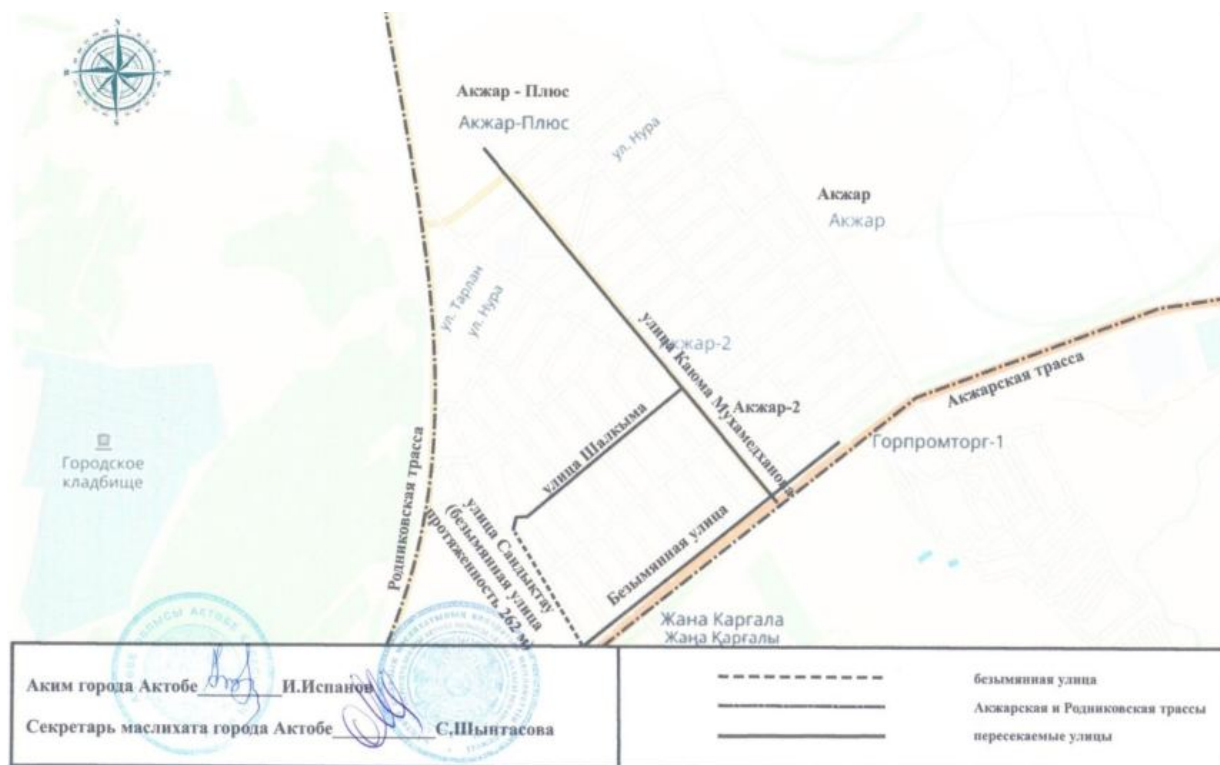 Акжар - Плюс
Акжар-Плюс
ул. Нура
Акжар
Акжар
ул. Тарлан
ул. Нура
улица Каюма Мухамедханова
Акжар-2
Акжар-2
Акжарская трасса
Горпромторг-1
улица Шалкыма
Городское
кладбище
Родниковская трасса
улица Сандыктау
(безымянная улица
протяженность 262 м)
Безымянная улица
Жана Каргала
Жаңа Қарғалы
Аким города Актобе И.Испанов
Секретарь маслихата города Актобе С,Шынтасова
безымянная улица
Акжарская и Родниковская трассы
пересекаемые улицы